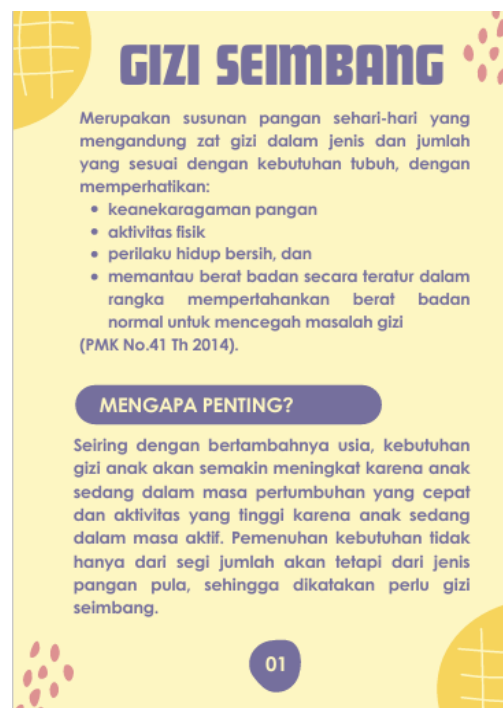 GIZI SEIMBANG
Merupakan susunan pangan sehari-hari yang
mengandung zat gizi dalam jenis dan jumlah
yang sesuai dengan kebutuhan tubuh, dengan
memperhatikan:
• keanekaragaman pangan
• aktivitas fisik
• perilaku hidup bersih, dan
• memantau berat badan secara teratur dalam
rangka mempertahankan berat badan
normal untuk mencegah masalah gizi
(PMK No.41 Th 2014).
MENGAPA PENTING?
Seiring dengan bertambahnya usia, kebutuhan
gizi anak akan semakin meningkat karena anak
sedang dalam masa pertumbuhan yang cepat
dan aktivitas yang tinggi karena anak sedang
dalam masa aktif. Pemenuhan kebutuhan tidak
hanya dari segi jumlah akan tetapi dari jenis
pangan pula, sehingga dikatakan perlu gizi
seimbang.
01